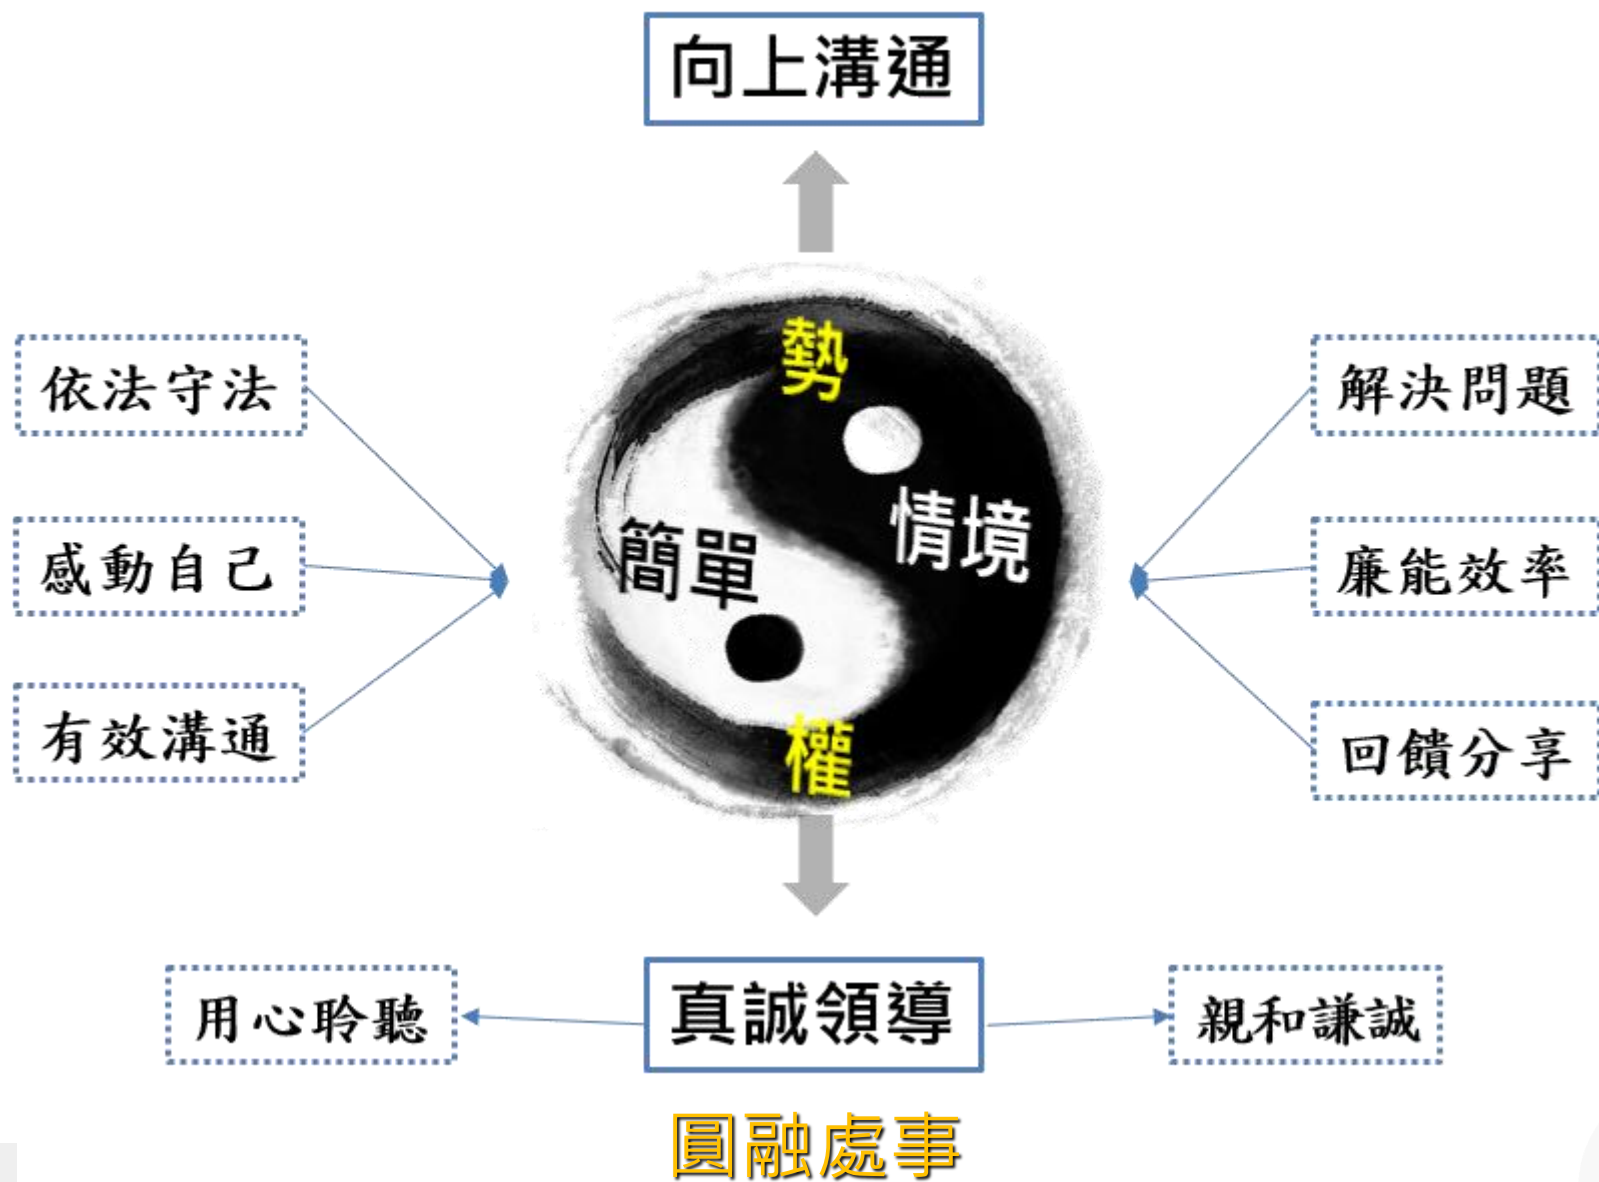 向上溝通
勢
依法守法
解決問題
情境
簡單
感動自己
廉能效率
有效溝通
回饋分享
權
用心聆聽
真誠領導
親和謙誠
圓融處事